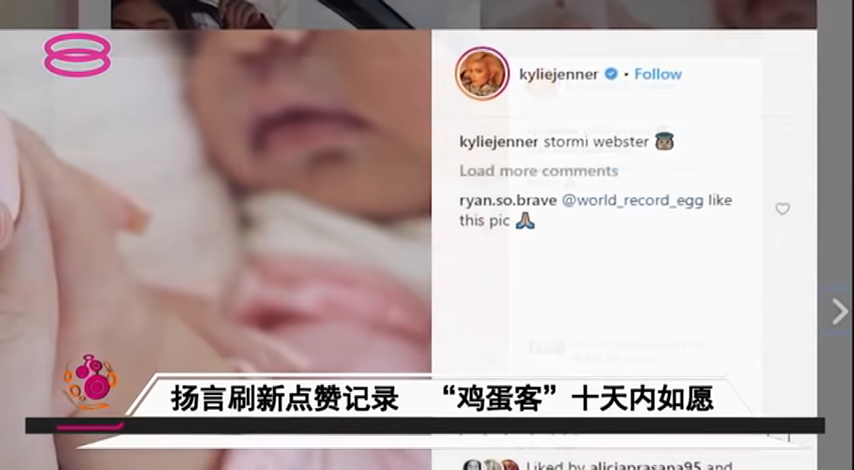 kyliejenner • Follow
kyliejenner stormi webster
Load more comments
ryan.so.brave @world_record_egg like
this pic
扬言刷新点赞记录 “鸡蛋客”十天内如愿
Liked by aliciaprasana95 and